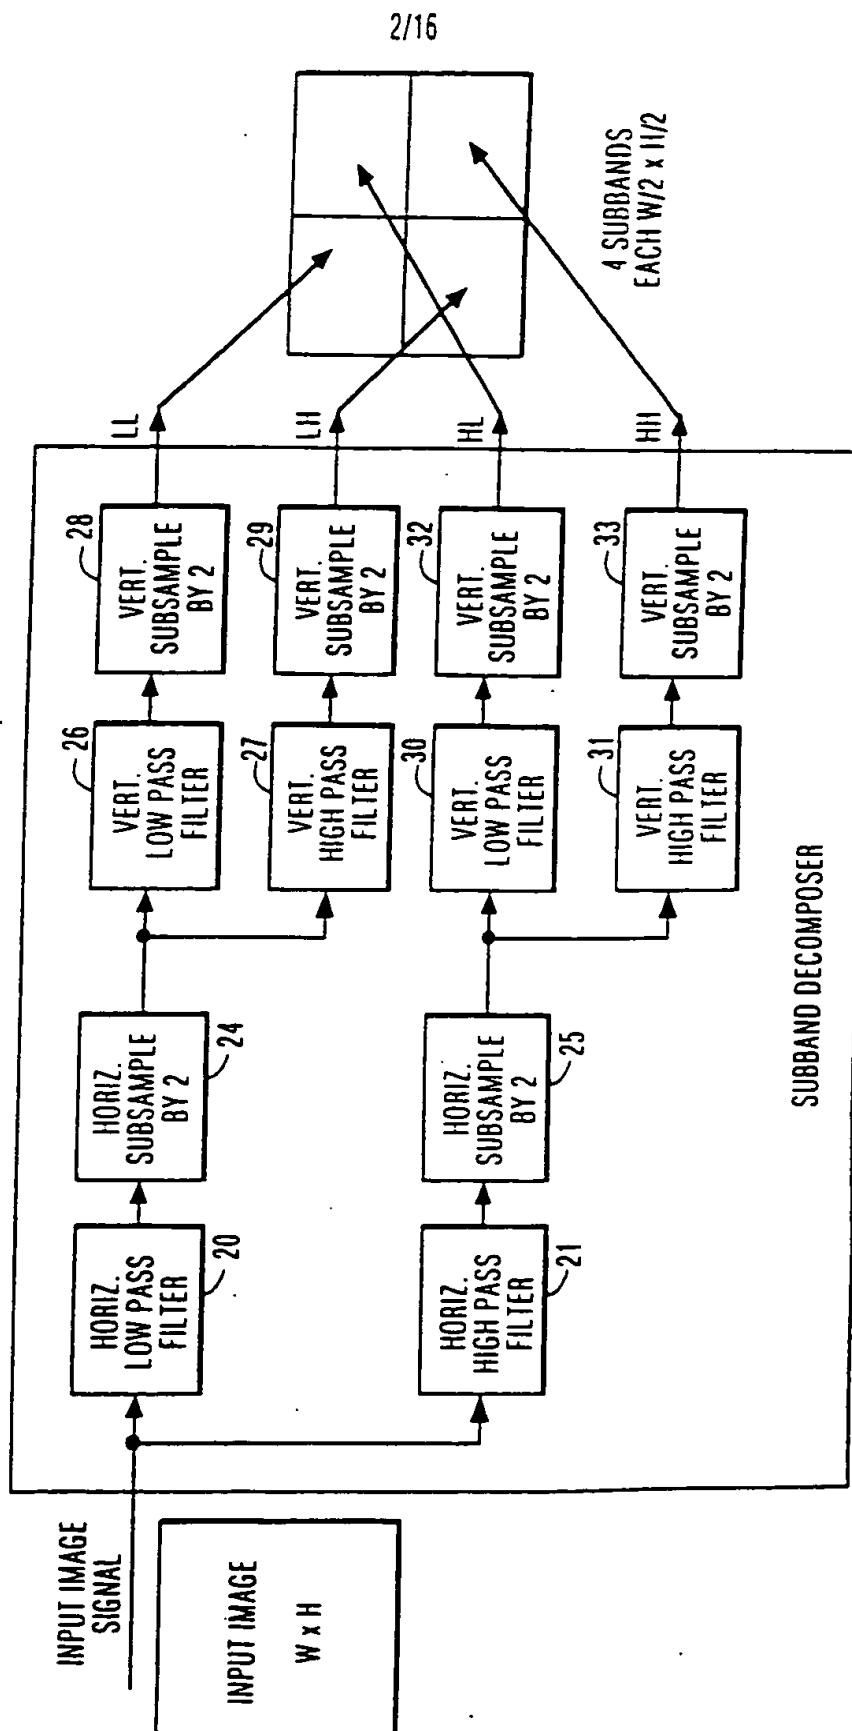 2/16
INPUT IMAGE
SIGNAL
INPUT IMAGE
W x H
HORIZ.
LOW PASS
FILTER
20
HORIZ.
SUBSAMPLE
BY 2
24
VERT.
LOW PASS
FILTER
26
VERT.
SUBSAMPLE
BY 2
28
LL
VERT.
HIGH PASS
FILTER
27
VERT.
SUBSAMPLE
BY 2
29
LH
HORIZ.
HIGH PASS
FILTER
21
HORIZ.
SUBSAMPLE
BY 2
25
VERT.
LOW PASS
FILTER
30
VERT.
SUBSAMPLE
BY 2
32
HL
VERT.
HIGH PASS
FILTER
31
VERT.
SUBSAMPLE
BY 2
33
HH
4 SUBBANDS
EACH W/2 x H/2
SUBBAND DECOMPOSER